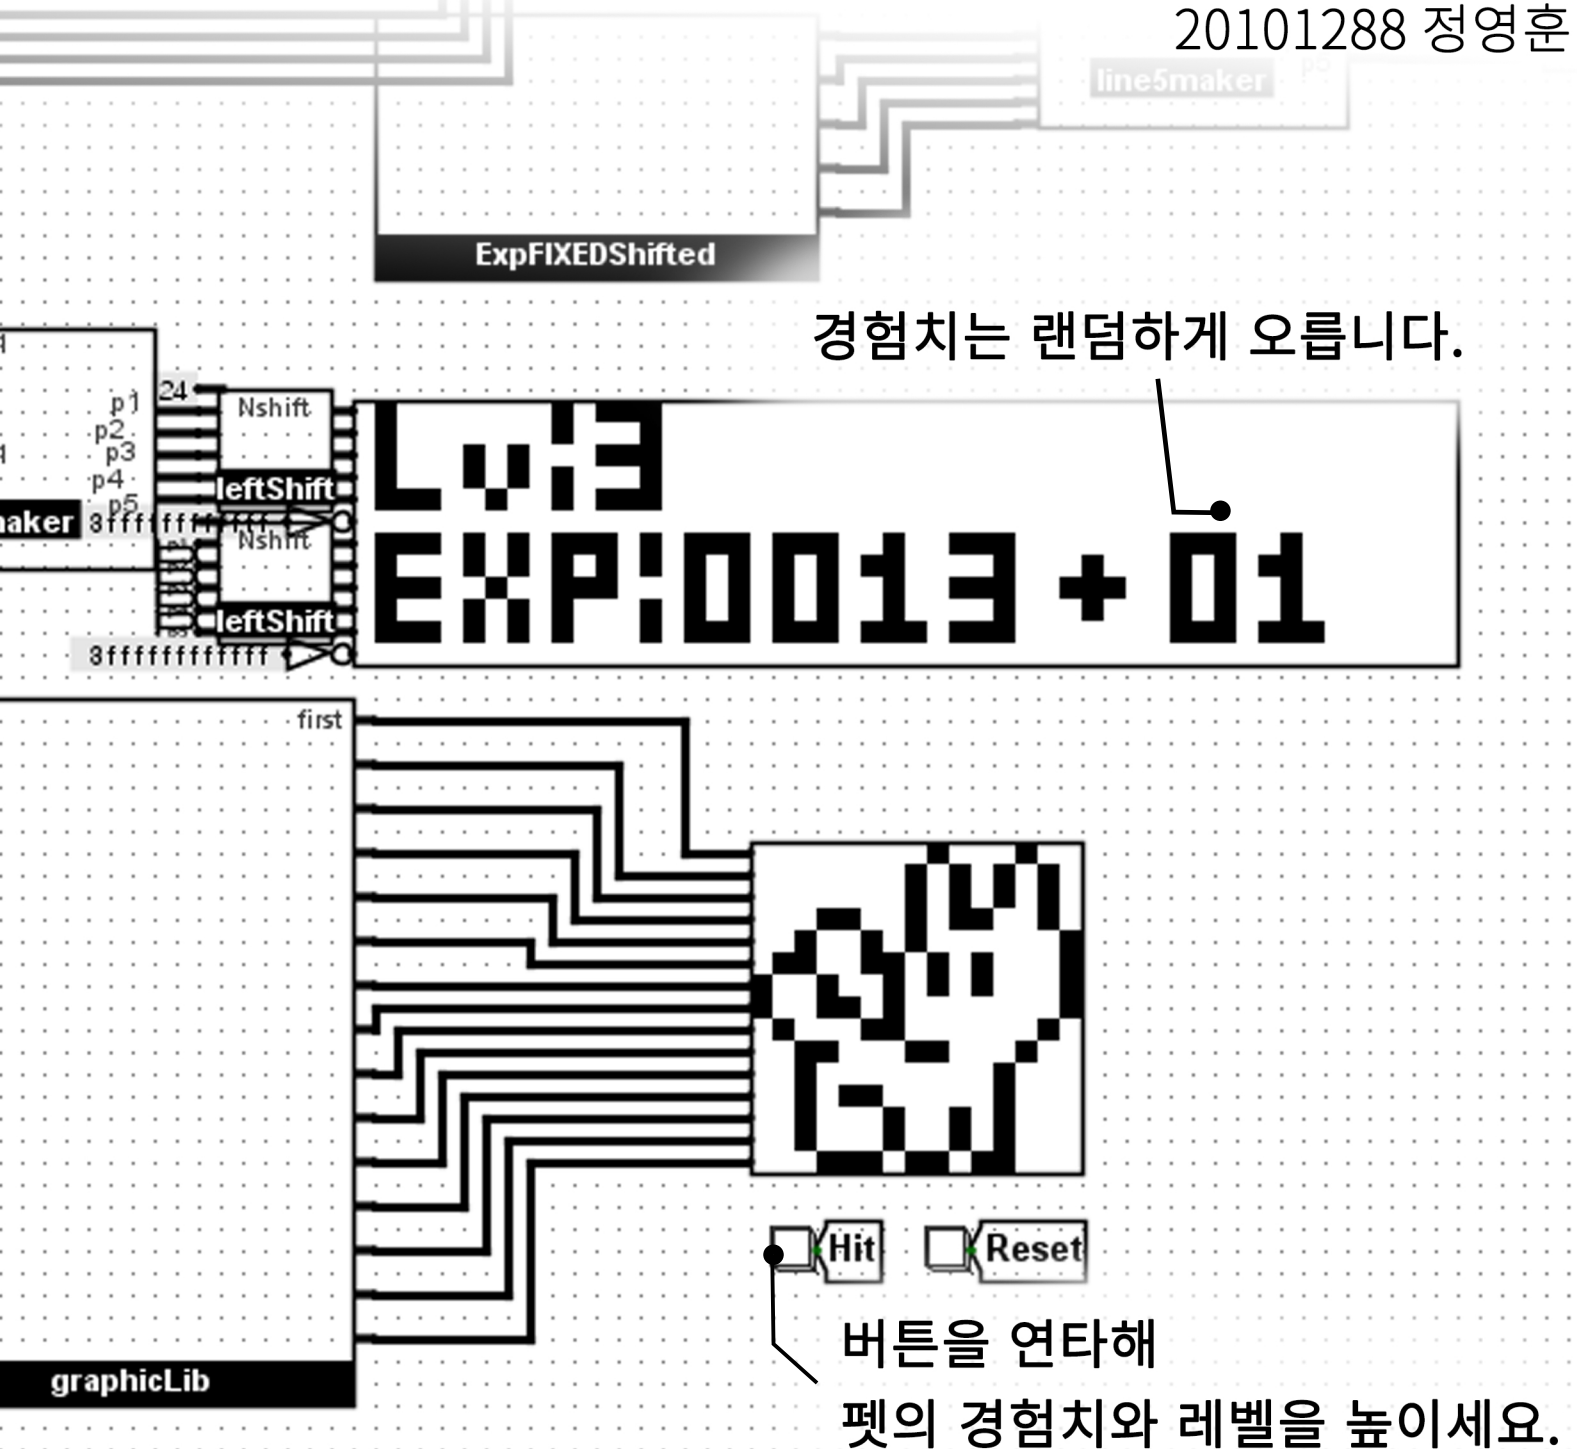 20101288 정영훈
line5maker
ExpFIXEDShifted
경험치는 랜덤하게 오릅니다.
24
p1
p2
p3
p4
p5
Nshift
leftShift
maker
3fffffffffffff
Nshift
leftShift
3ffffffffffff
Lv:3
EXP:0013 + 01
first
graphicLib
Hit
Reset
버튼을 연타해
펫의 경험치와 레벨을 높이세요.